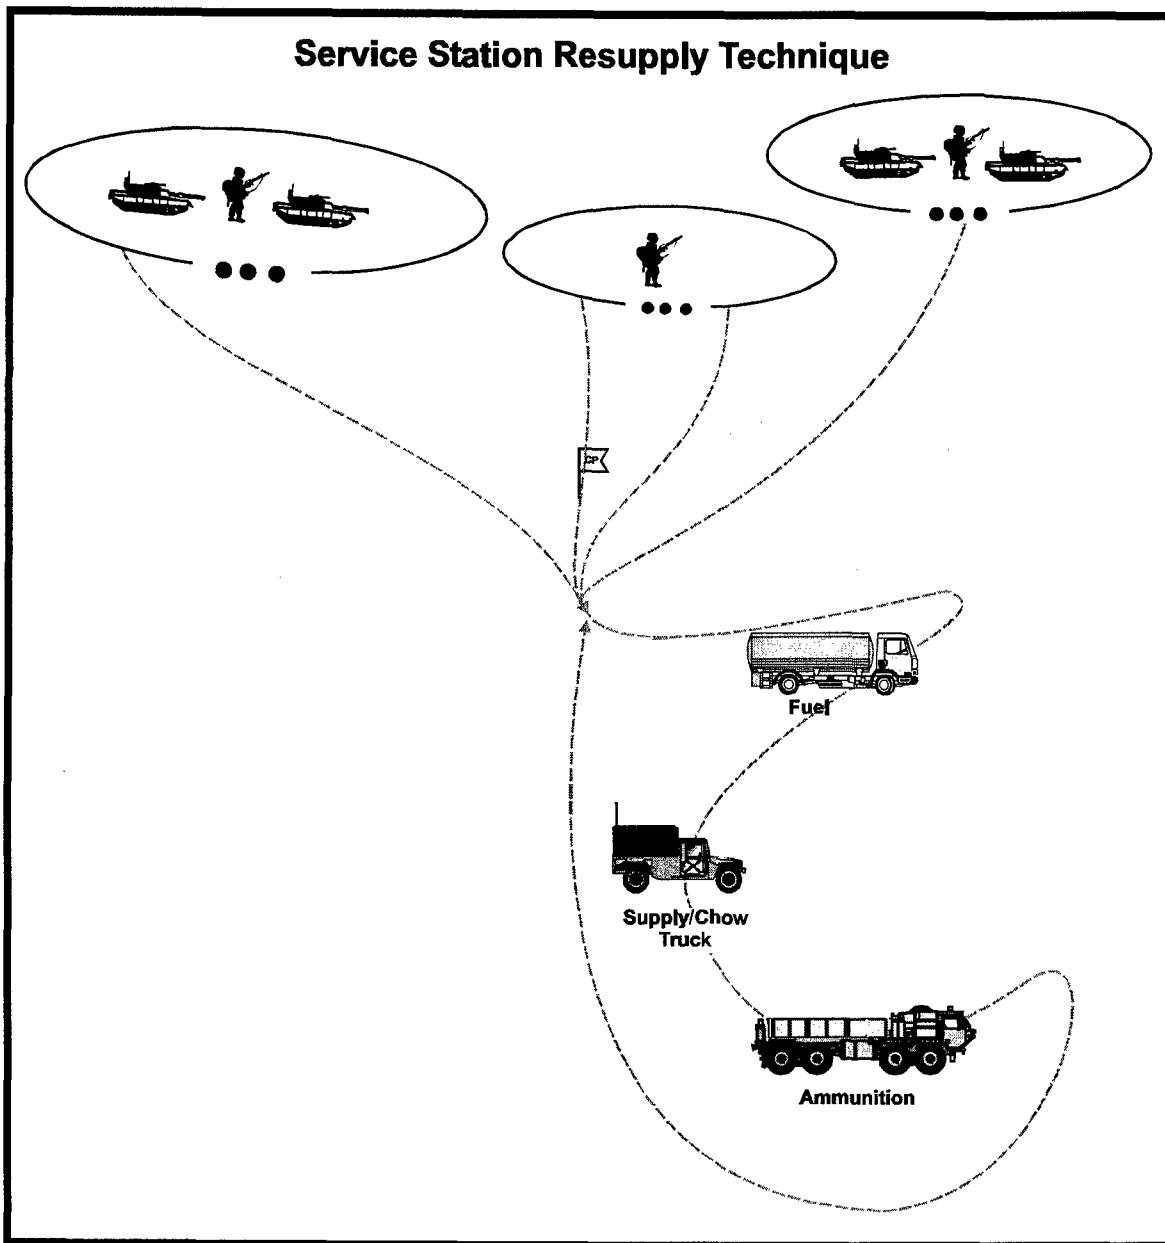 Service Station Resupply Technique
CP
Fuel
Supply/Chow
Truck
Ammunition